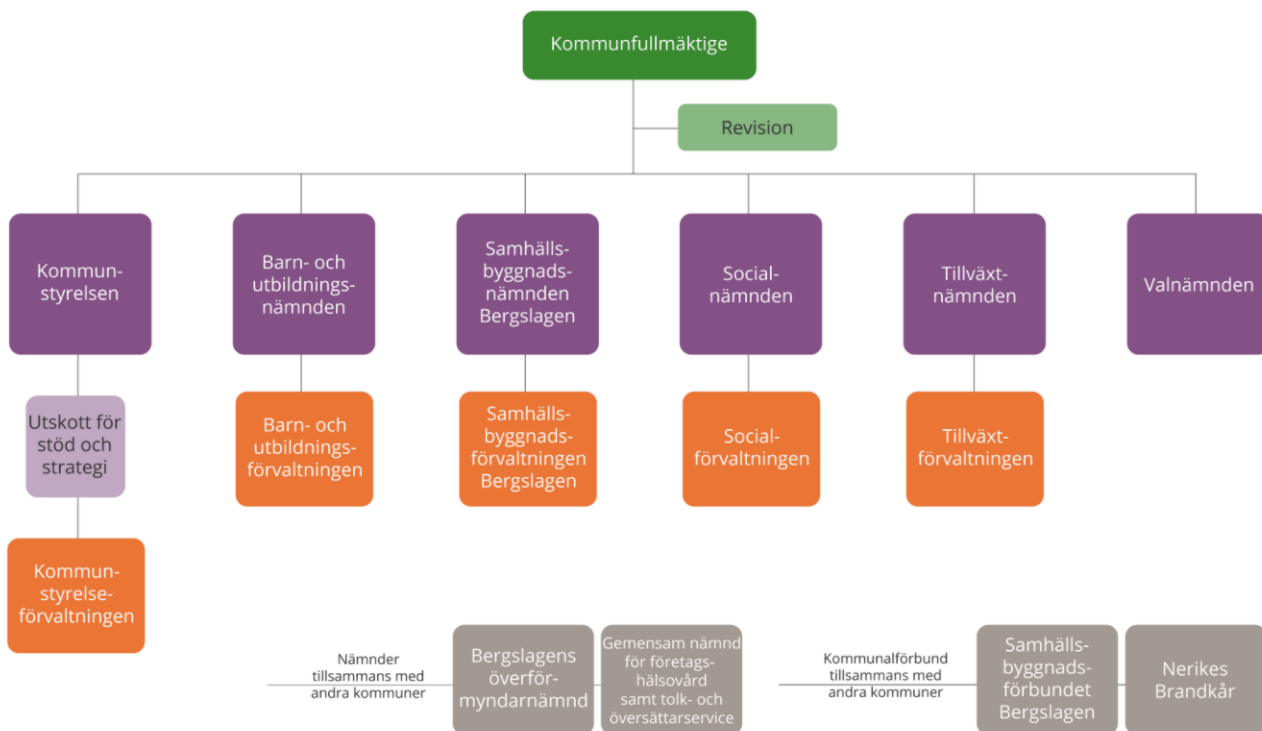 Kommunfullmäktige
Revision
Kommun-
styrelsen
Barn- och
utbildnings-
nämnden
Samhälls-
byggnads-
nämnden
Bergslagen
Social-
nämnden
Tillväxt-
nämnden
Valnämnden
Utskott för
stöd och
strategi
Barn- och
utbildnings-
förvaltningen
Samhälls-
byggnads-
förvaltningen
Bergslagen
Social-
förvaltningen
Tillväxt-
förvaltningen
Kommun-
styrelse-
förvaltningen
Nämnder
tillsammans med
andra kommuner
Bergslagens
överför-
myndarnämnd
Gemensam nämnd
för företags-
hälsovård
samt tolk- och
översättarservice
Kommunalförbund
tillsammans med
andra kommuner
Samhälls-
byggnads-
förbundet
Bergslagen
Nerikes
Brandkår